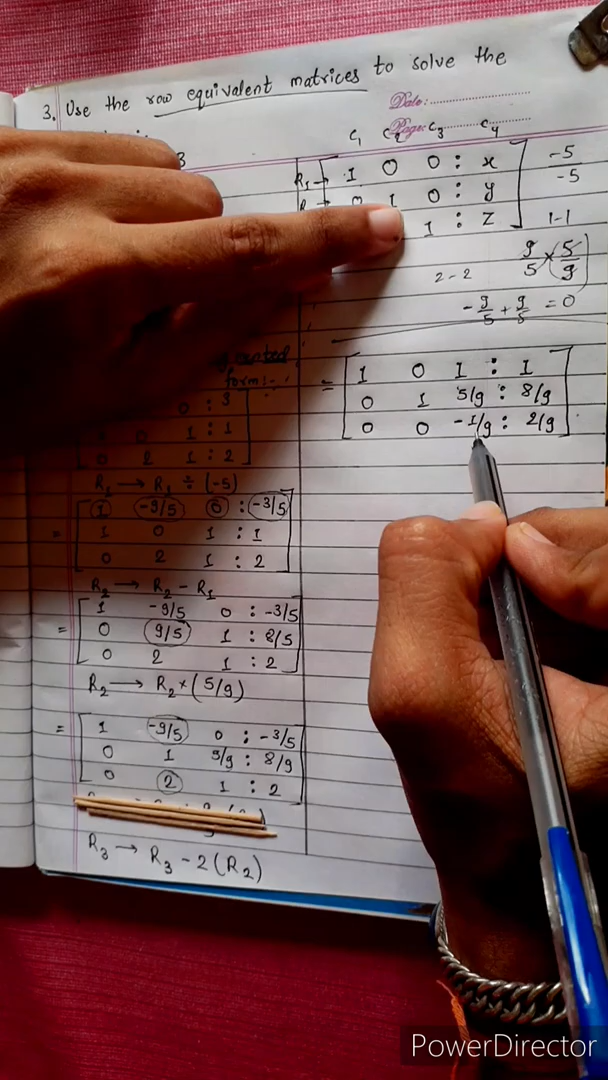 3. Use the row equivalent matrices to solve the
Date:
Page:
C1 C2 C3 C4
3
R1 → 1 0 0 : x
0 1 0 : y
1 : z
-5
-5
1-1
2-2
9/5 × (5/9)
-9/5 + 9/5 = 0
form:-
0 : 3
0 1 : 1
0 2 1 : 2
R1 → R1 ÷ (-5)
1 -9/5 0 : -3/5
= 1 0 1 : 1
0 2 1 : 2
R2 → R2 - R1
1 -9/5 0 : -3/5
= 0 9/5 1 : 8/5
0 2 1 : 2
R2 → R2 × (5/9)
= 1 -9/5 0 : -3/5
0 1 5/9 : 8/9
0 2 1 : 2
R3 → R3 - 2(R2)
= 1 0 1 : 1
0 1 5/9 : 8/9
0 0 -1/9 : 2/9
PowerDirector